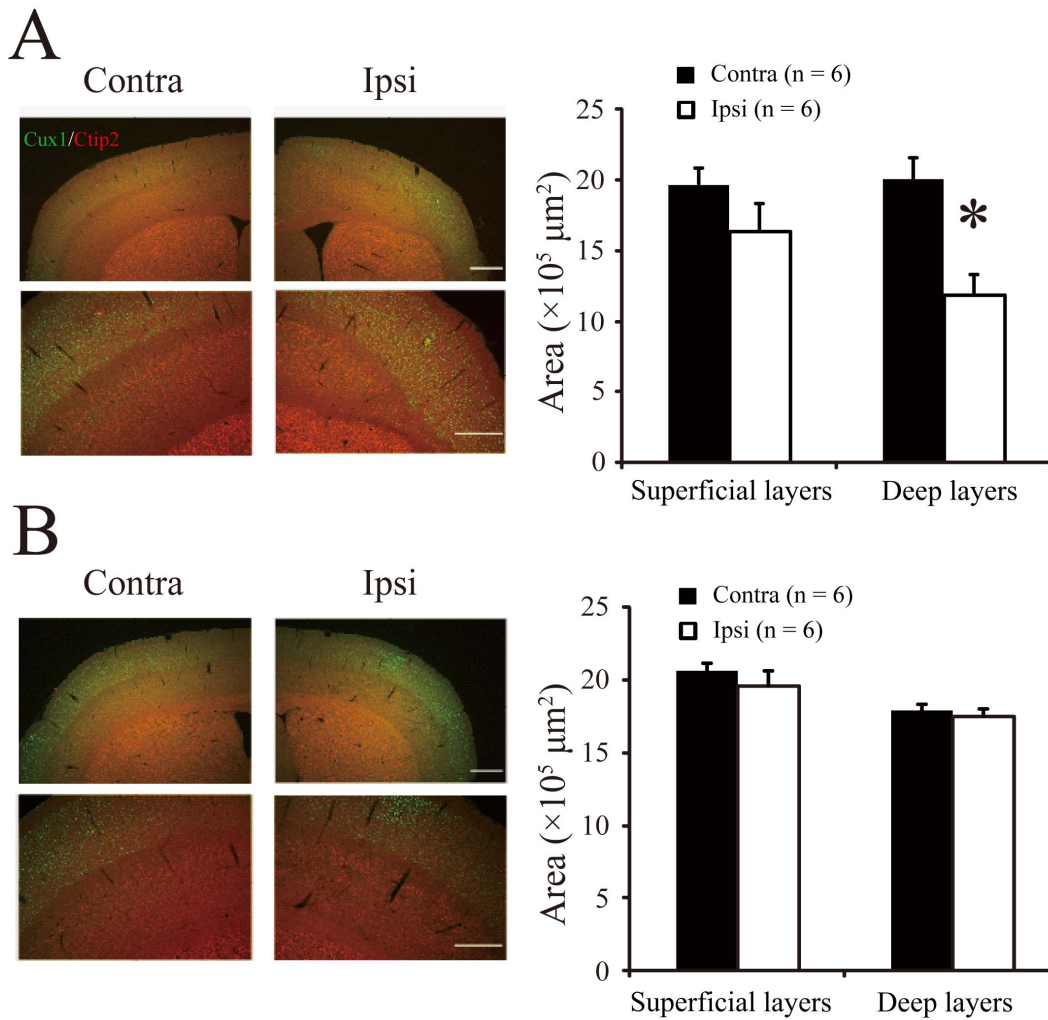 A
Contra
Ipsi
Cux1/Ctip2
Contra (n = 6)
Ipsi (n = 6)
25
20
15
10
5
0
Area (×10⁵ μm²)
*
Superficial layers
Deep layers
B
Contra
Ipsi
Contra (n = 6)
Ipsi (n = 6)
25
20
15
10
5
0
Area (×10⁵ μm²)
Superficial layers
Deep layers